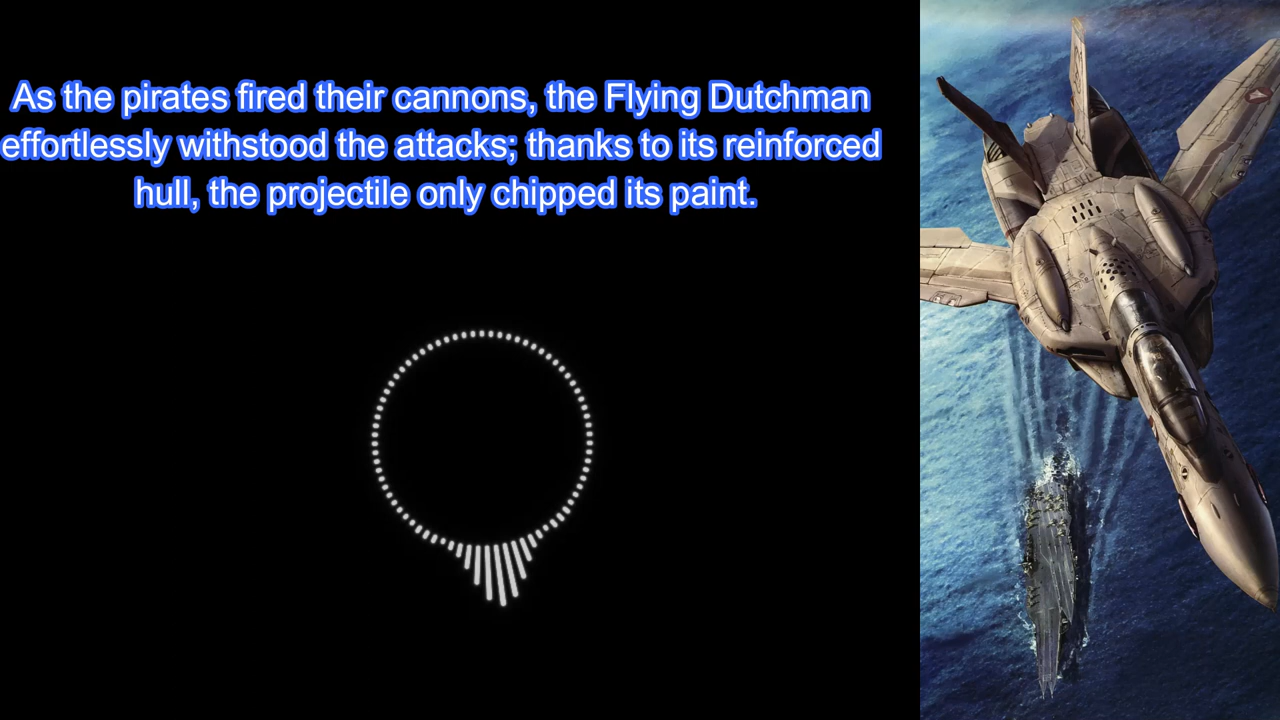 As the pirates fired their cannons, the Flying Dutchman
effortlessly withstood the attacks; thanks to its reinforced
hull, the projectile only chipped its paint.